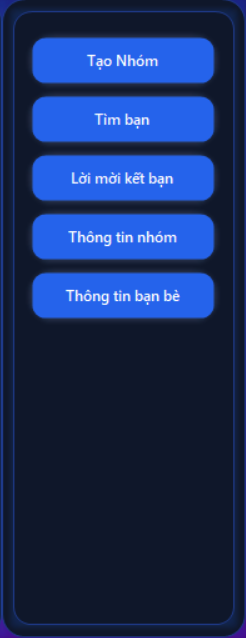 Tạo Nhóm
Tìm bạn
Lời mời kết bạn
Thông tin nhóm
Thông tin bạn bè